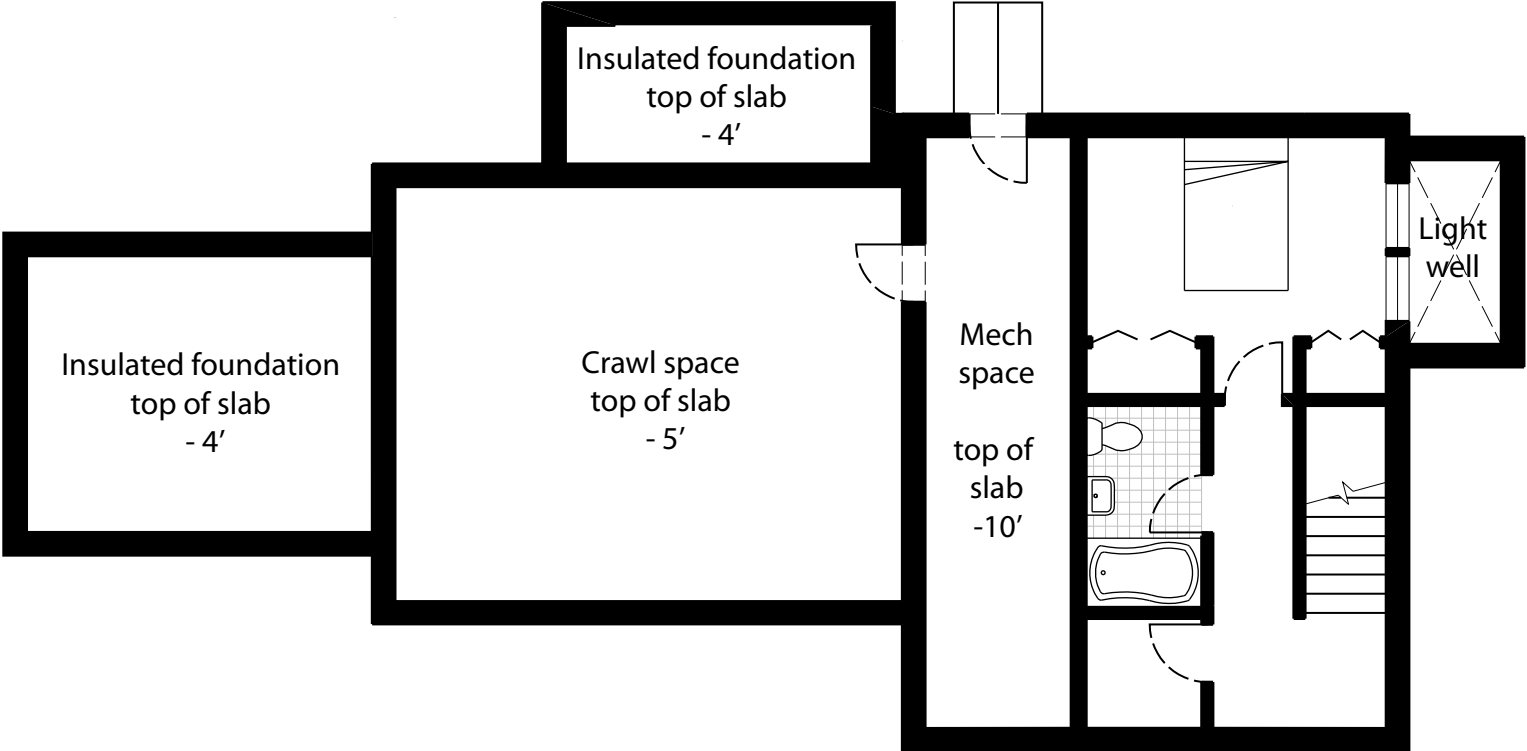 Insulated foundation
top of slab
- 4’
Light
well
Insulated foundation
top of slab
- 4’
Crawl space
top of slab
- 5’
Mech
space
top of
slab
-10’